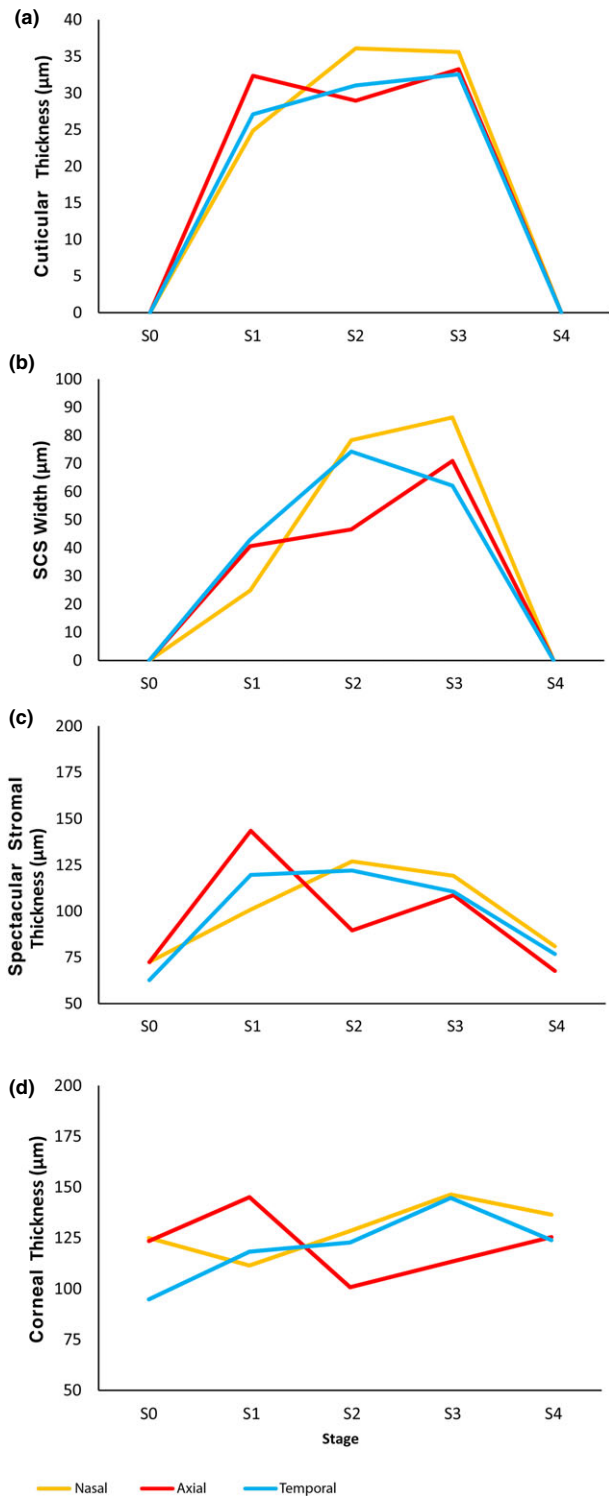 (a)
Cuticular Thickness (μm)
40
35
30
25
20
15
10
5
0
S0 S1 S2 S3 S4
(b)
SCS Width (μm)
100
90
80
70
60
50
40
30
20
10
0
S0 S1 S2 S3 S4
(c)
Spectacular Stromal
Thickness (μm)
200
175
150
125
100
75
50
S0 S1 S2 S3 S4
(d)
Corneal Thickness (μm)
200
175
150
125
100
75
50
S0 S1 S2 S3 S4
Stage
Nasal Axial Temporal